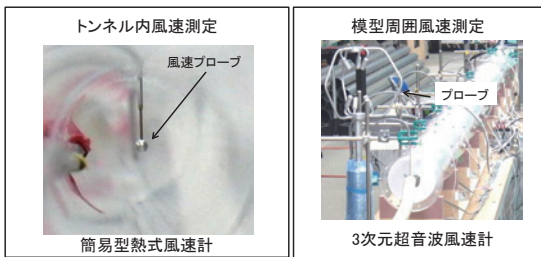 トンネル内風速測定
風速プローブ
簡易型熱式風速計
模型周囲風速測定
プローブ
3次元超音波風速計